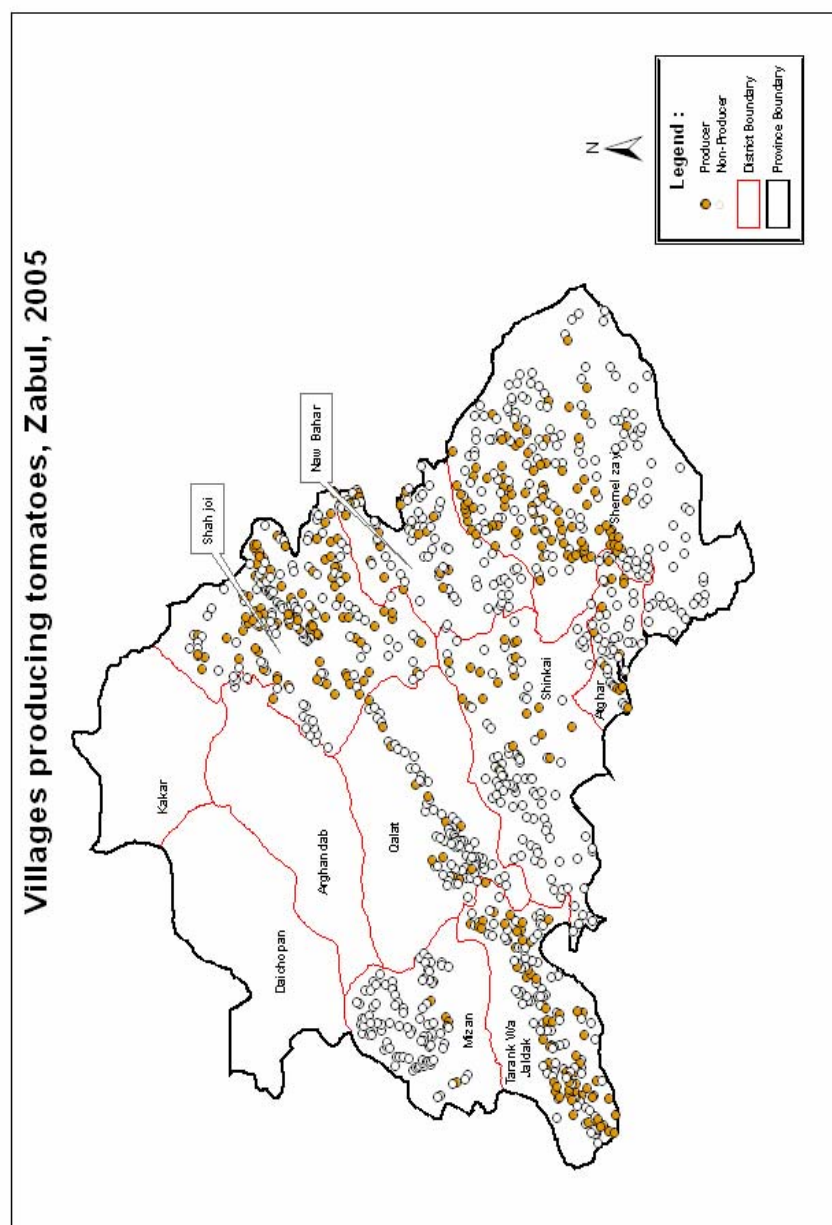 Villages producing tomatoes, Zabul, 2005
Kakar
Shah joi
Naw Bahar
Daichopan
Arghandab
Qalat
Mizan
Tarank Wa
Jaldak
Shinkai
Atghar
Shemel zayi
N
Legend :
Producer
Non-Producer
District Boundary
Province Boundary